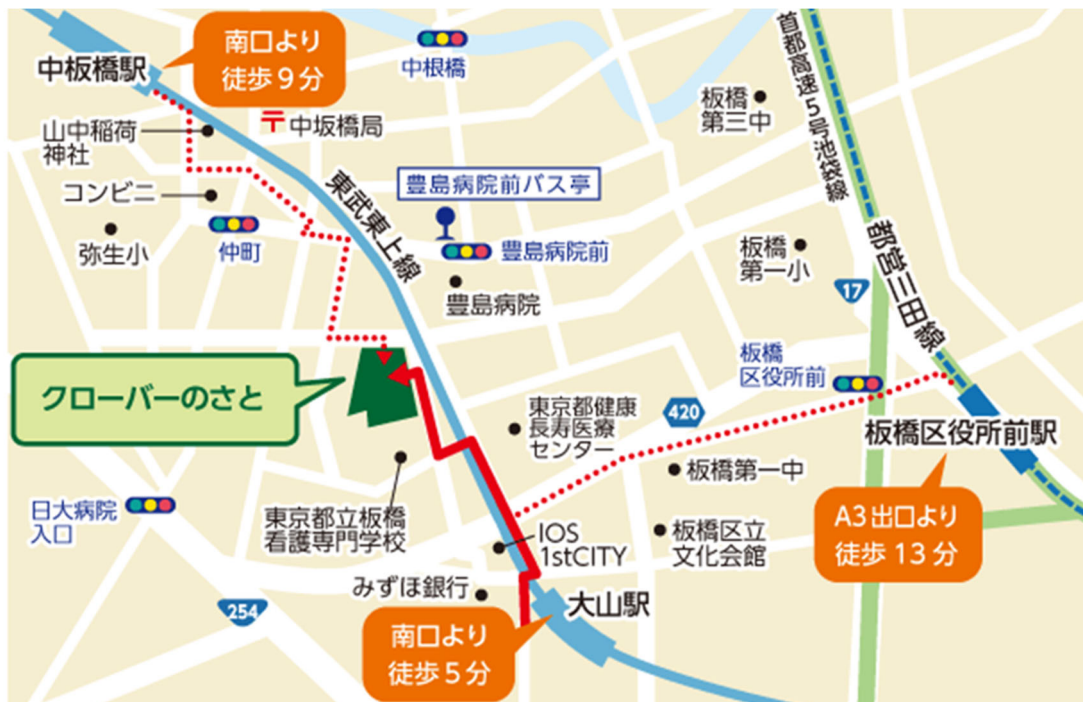 南口より
徒歩9分
中板橋駅
中根橋
首都高速5号池袋線
板橋
第三中
山中稲荷
神社
〒中坂橋局
コンビニ
豊島病院前バス亭
東武東上線
弥生小
仲町
豊島病院前
板橋
第一小
豊島病院
17
都営三田線
クローバーのさと
板橋
区役所前
東京都健康
長寿医療
センター
420
板橋区役所前駅
板橋第一中
日大病院
入口
東京都立板橋
看護専門学校
IOS
1stCITY
板橋区立
文化会館
A3出口より
徒歩13分
みずほ銀行
大山駅
254
南口より
徒歩5分